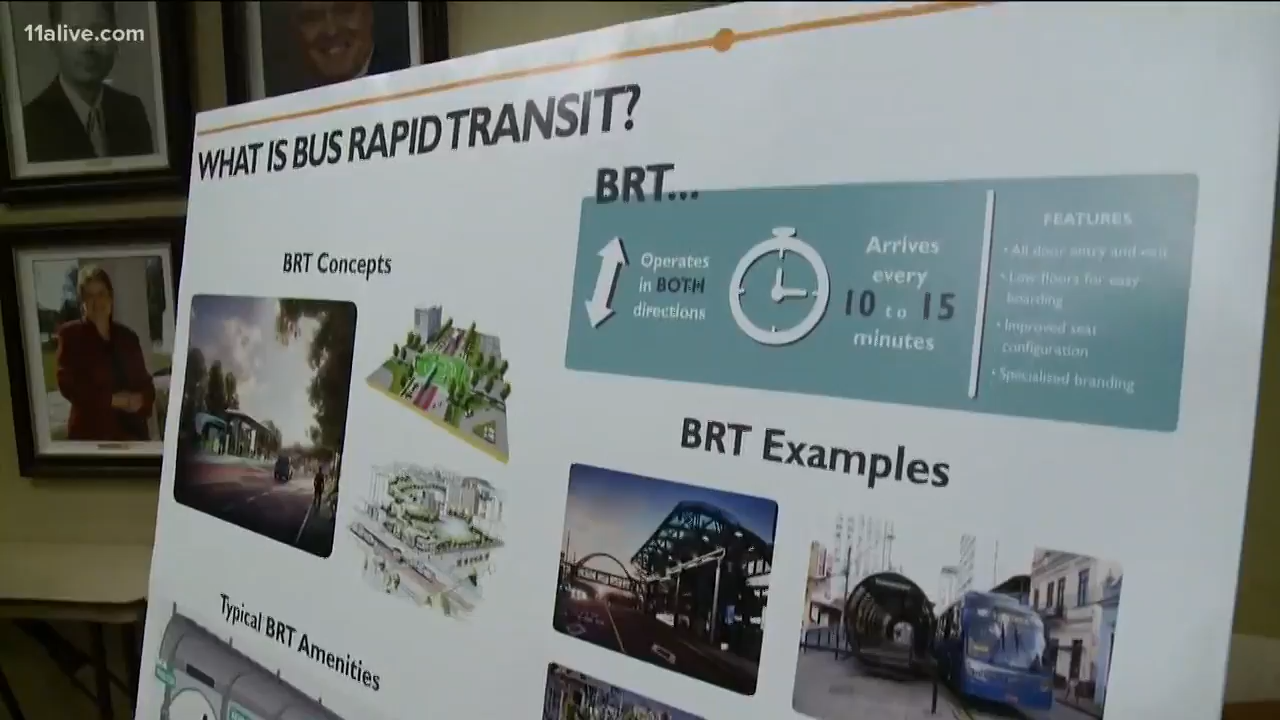 11alive.com
WHAT IS BUS RAPID TRANSIT?
BRT...
BRT Concepts
Operates
in BOTH
directions
Arrives
every
10 to 15
minutes
FEATURES
• All door entry and exit
• Low floors for easy
boarding
• Improved seat
configuration
• Specialized branding
BRT Examples
Typical BRT Amenities